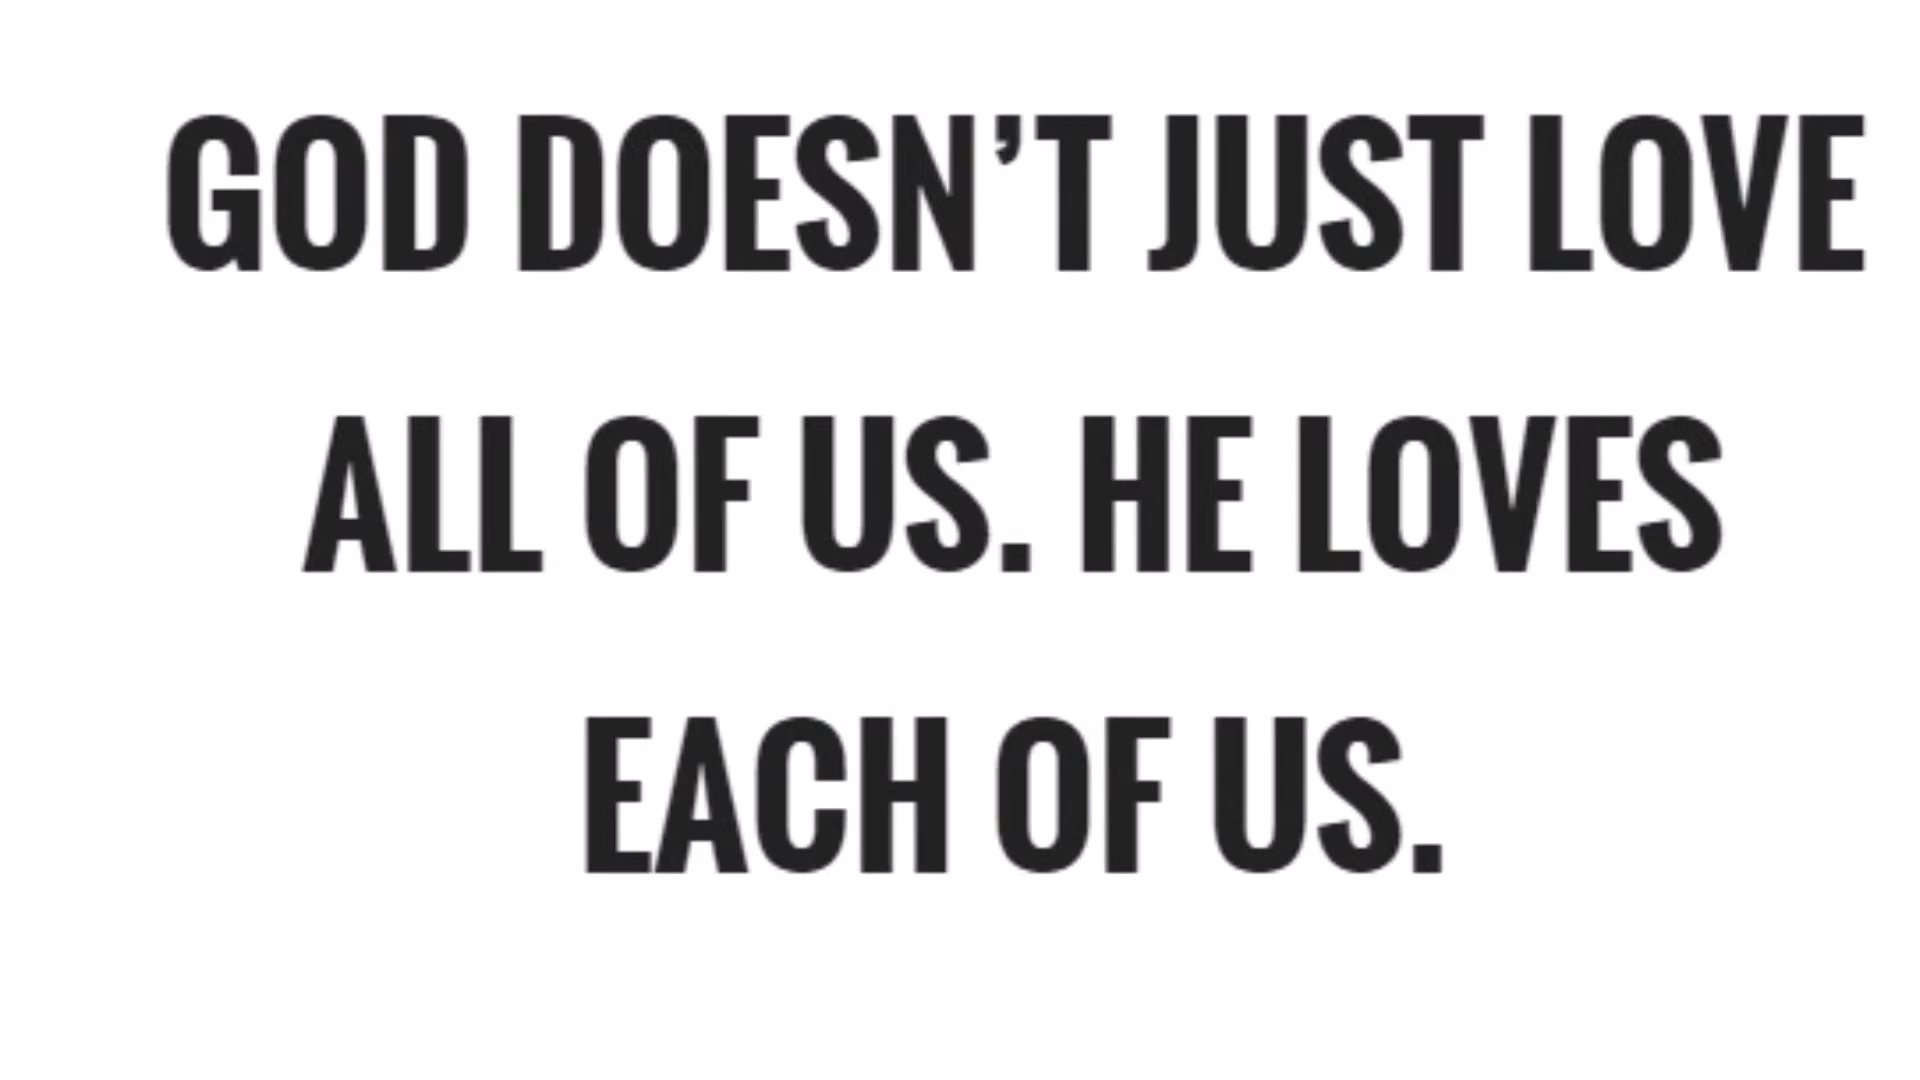 GOD DOESN’T JUST LOVE
ALL OF US. HE LOVES
EACH OF US.